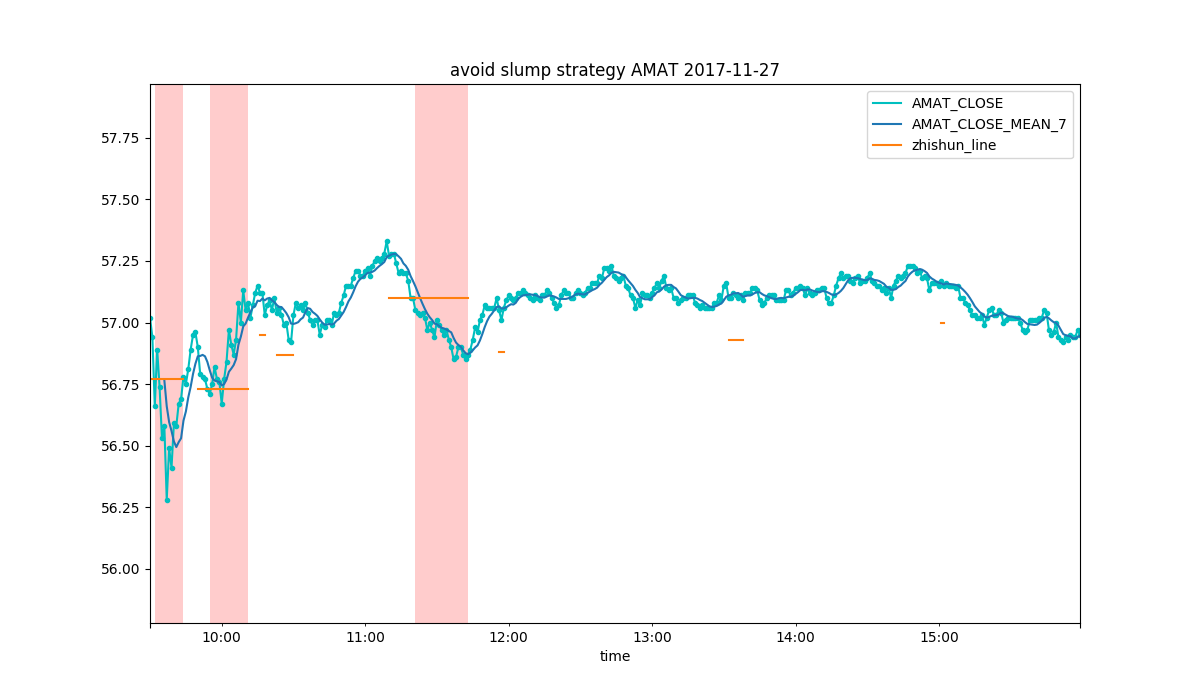 avoid slump strategy AMAT 2017-11-27
AMAT_CLOSE
AMAT_CLOSE_MEAN_7
zhishun_line
57.75
57.50
57.25
57.00
56.75
56.50
56.25
56.00
10:00 11:00 12:00 13:00 14:00 15:00
time